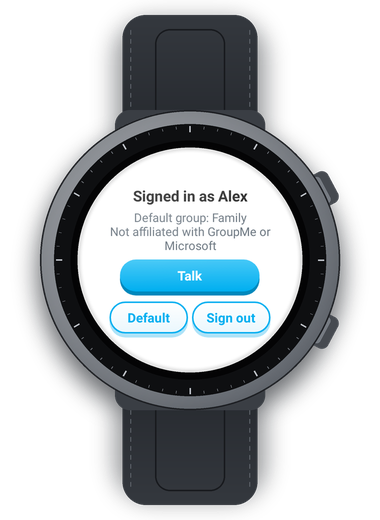 Signed in as Alex
Default group: Family
Not affiliated with GroupMe or
Microsoft
Talk
Default
Sign out